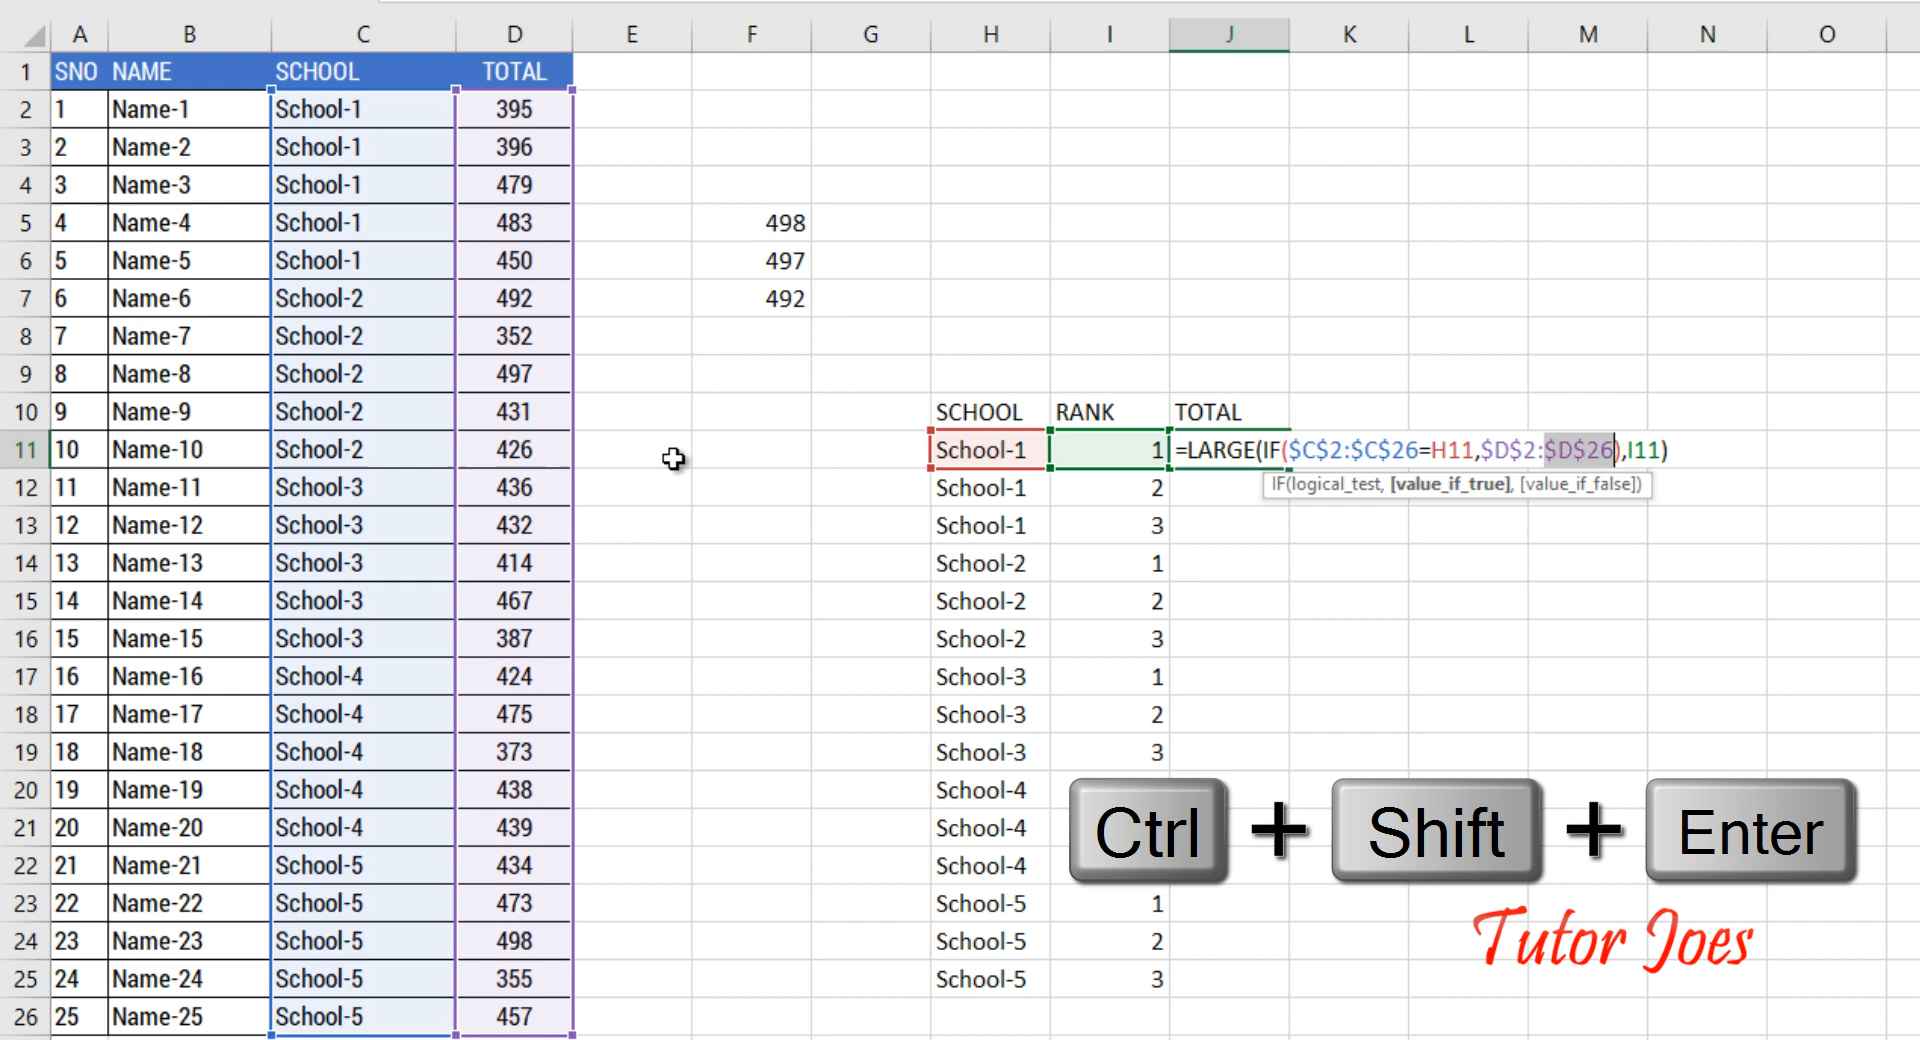 A B C D E F G H I J K L M N O
1 SNO NAME SCHOOL TOTAL
2 1 Name-1 School-1 395
3 2 Name-2 School-1 396
4 3 Name-3 School-1 479
5 4 Name-4 School-1 483 498
6 5 Name-5 School-1 450 497
7 6 Name-6 School-2 492 492
8 7 Name-7 School-2 352
9 8 Name-8 School-2 497
10 9 Name-9 School-2 431 SCHOOL RANK TOTAL
11 10 Name-10 School-2 426 School-1 1 =LARGE(IF($C$2:$C$26=H11,$D$2:$D$26),I11)
12 11 Name-11 School-3 436 School-1 2 IF(logical_test, [value_if_true], [value_if_false])
13 12 Name-12 School-3 432 School-1 3
14 13 Name-13 School-3 414 School-2 1
15 14 Name-14 School-3 467 School-2 2
16 15 Name-15 School-3 387 School-2 3
17 16 Name-16 School-4 424 School-3 1
18 17 Name-17 School-4 475 School-3 2
19 18 Name-18 School-4 373 School-3 3
20 19 Name-19 School-4 438 School-4
21 20 Name-20 School-4 439 School-4 Ctrl + Shift + Enter
22 21 Name-21 School-5 434 School-4
23 22 Name-22 School-5 473 School-5 1
24 23 Name-23 School-5 498 School-5 2 Tutor Joes
25 24 Name-24 School-5 355 School-5 3
26 25 Name-25 School-5 457